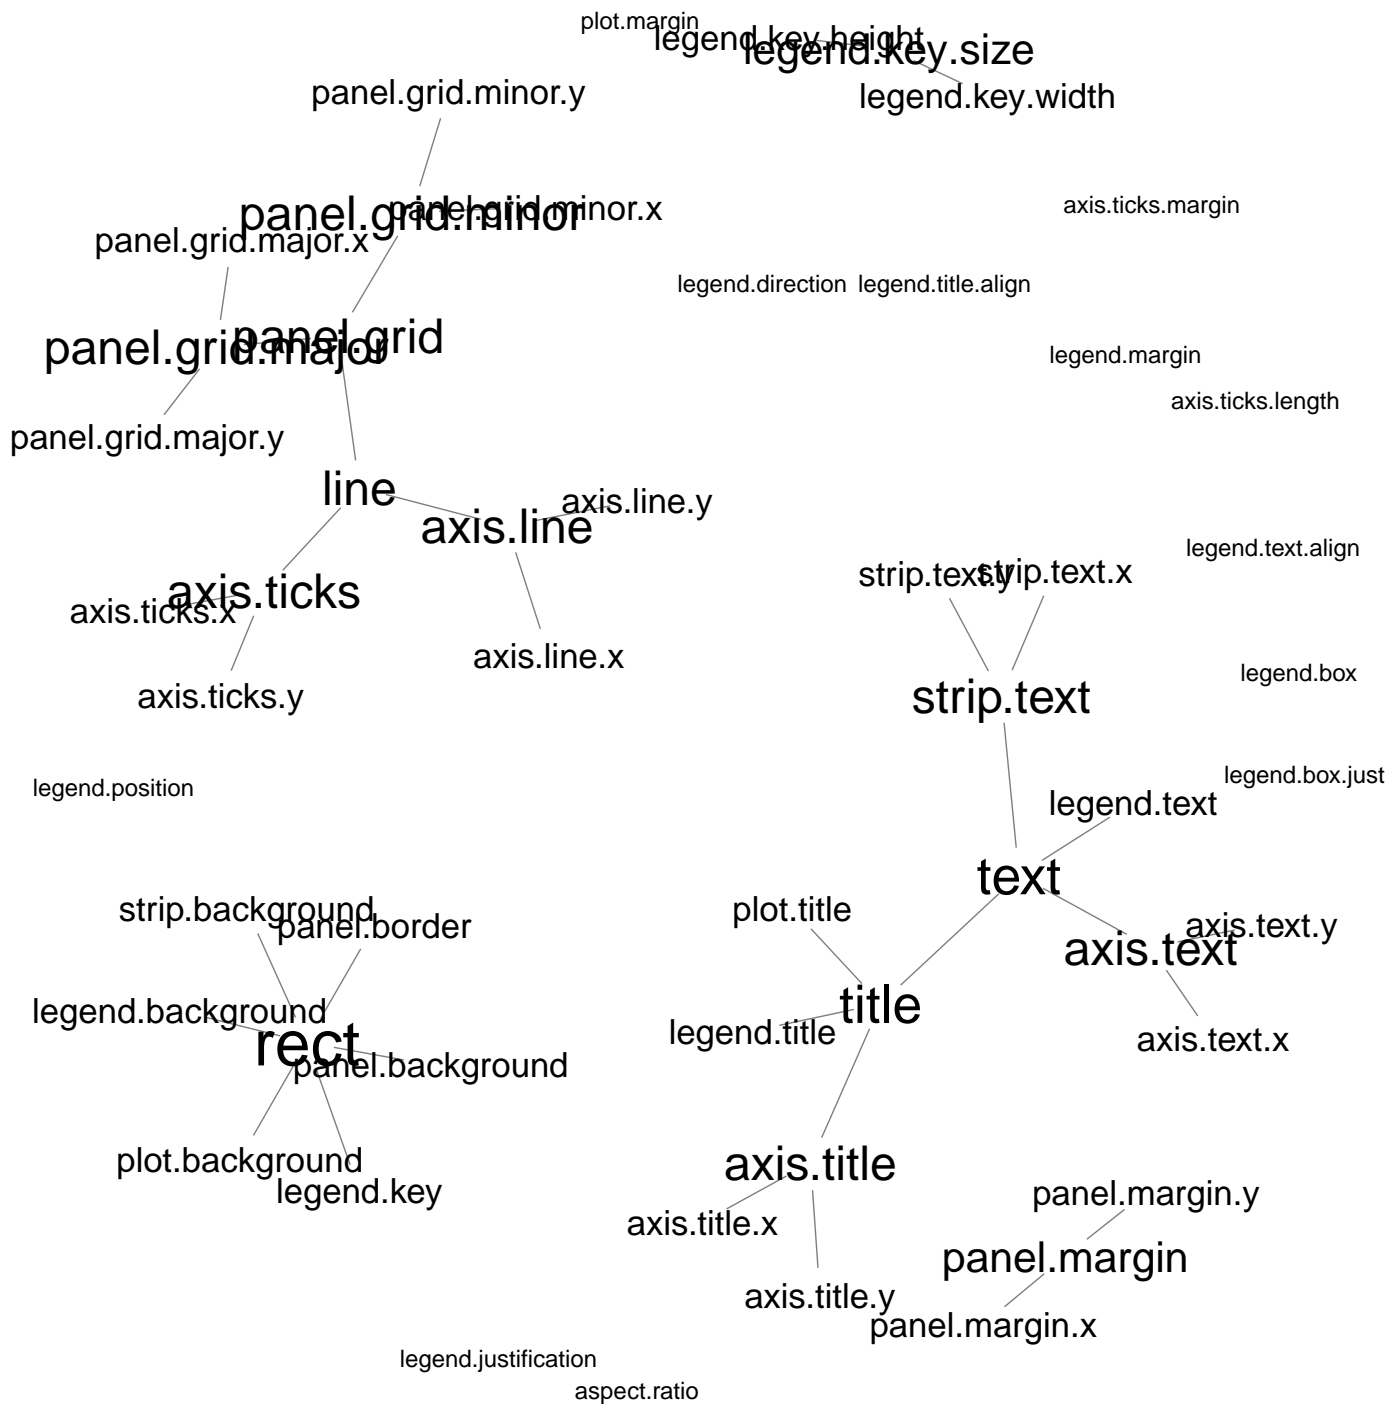 plot.margin
legend.key.height
legend.key.size
panel.grid.minor.y
legend.key.width
axis.ticks.margin
panel.grid.minor
panel.grid.minor.x
panel.grid.major.x
legend.direction
legend.title.align
panel.grid
panel.grid.major
legend.margin
axis.ticks.length
panel.grid.major.y
line
axis.line.y
axis.line
legend.text.align
strip.text.y
strip.text.x
axis.ticks
axis.ticks.x
axis.line.x
legend.box
axis.ticks.y
strip.text
legend.box.just
legend.position
legend.text
text
strip.background
plot.title
panel.border
axis.text.y
axis.text
title
legend.background
legend.title
axis.text.x
rect
panel.background
plot.background
axis.title
legend.key
panel.margin.y
axis.title.x
panel.margin
axis.title.y
panel.margin.x
legend.justification
aspect.ratio